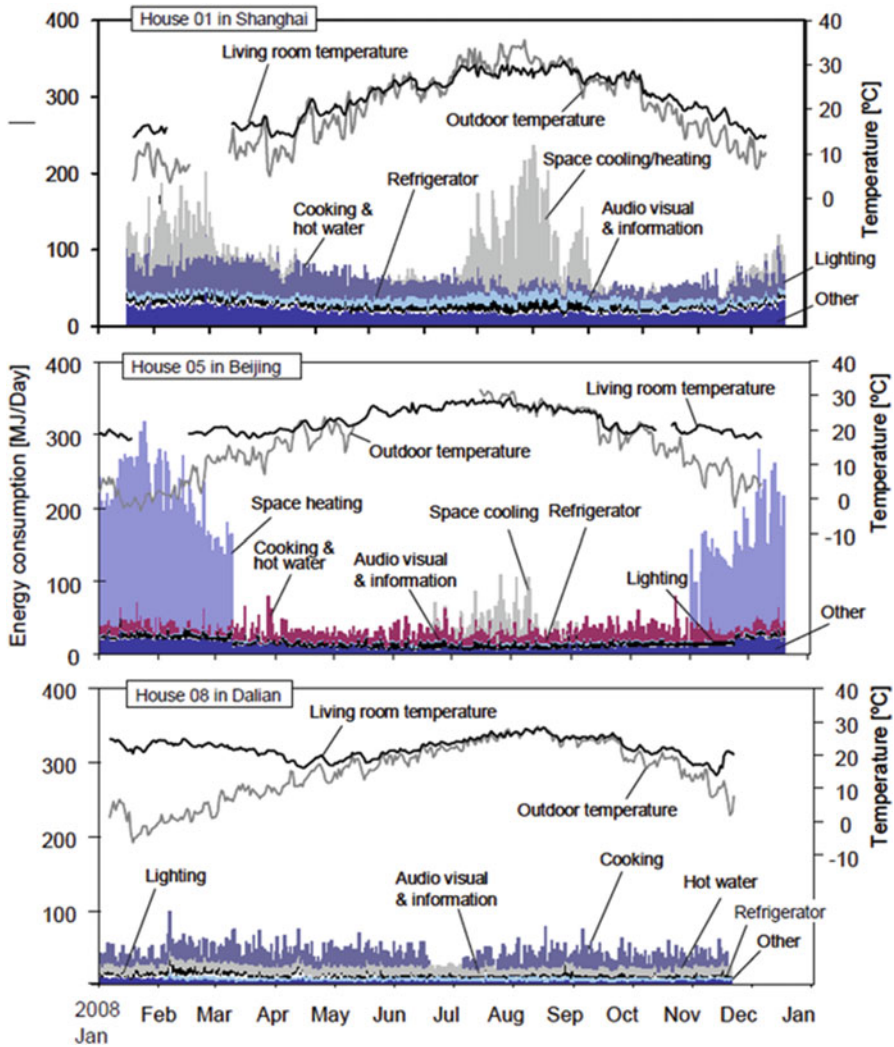 House 01 in Shanghai
400
300
200
100
0
40
30
20
10
0
Temperature [ºC]
Living room temperature
Outdoor temperature
Space cooling/heating
Refrigerator
Cooking &
hot water
Audio visual
& information
Lighting
Other
Energy consumption [MJ/Day]
House 05 in Beijing
400
300
200
100
0
40
30
20
10
0
-10
Temperature [ºC]
Living room temperature
Outdoor temperature
Space heating
Space cooling
Refrigerator
Cooking &
hot water
Audio visual
& information
Lighting
Other
House 08 in Dalian
400
300
200
100
40
30
20
10
0
-10
Temperature [ºC]
Living room temperature
Outdoor temperature
Lighting
Audio visual
& information
Cooking
Hot water
Refrigerator
Other
2008
Jan
Feb Mar Apr May Jun Jul Aug Sep Oct Nov Dec Jan